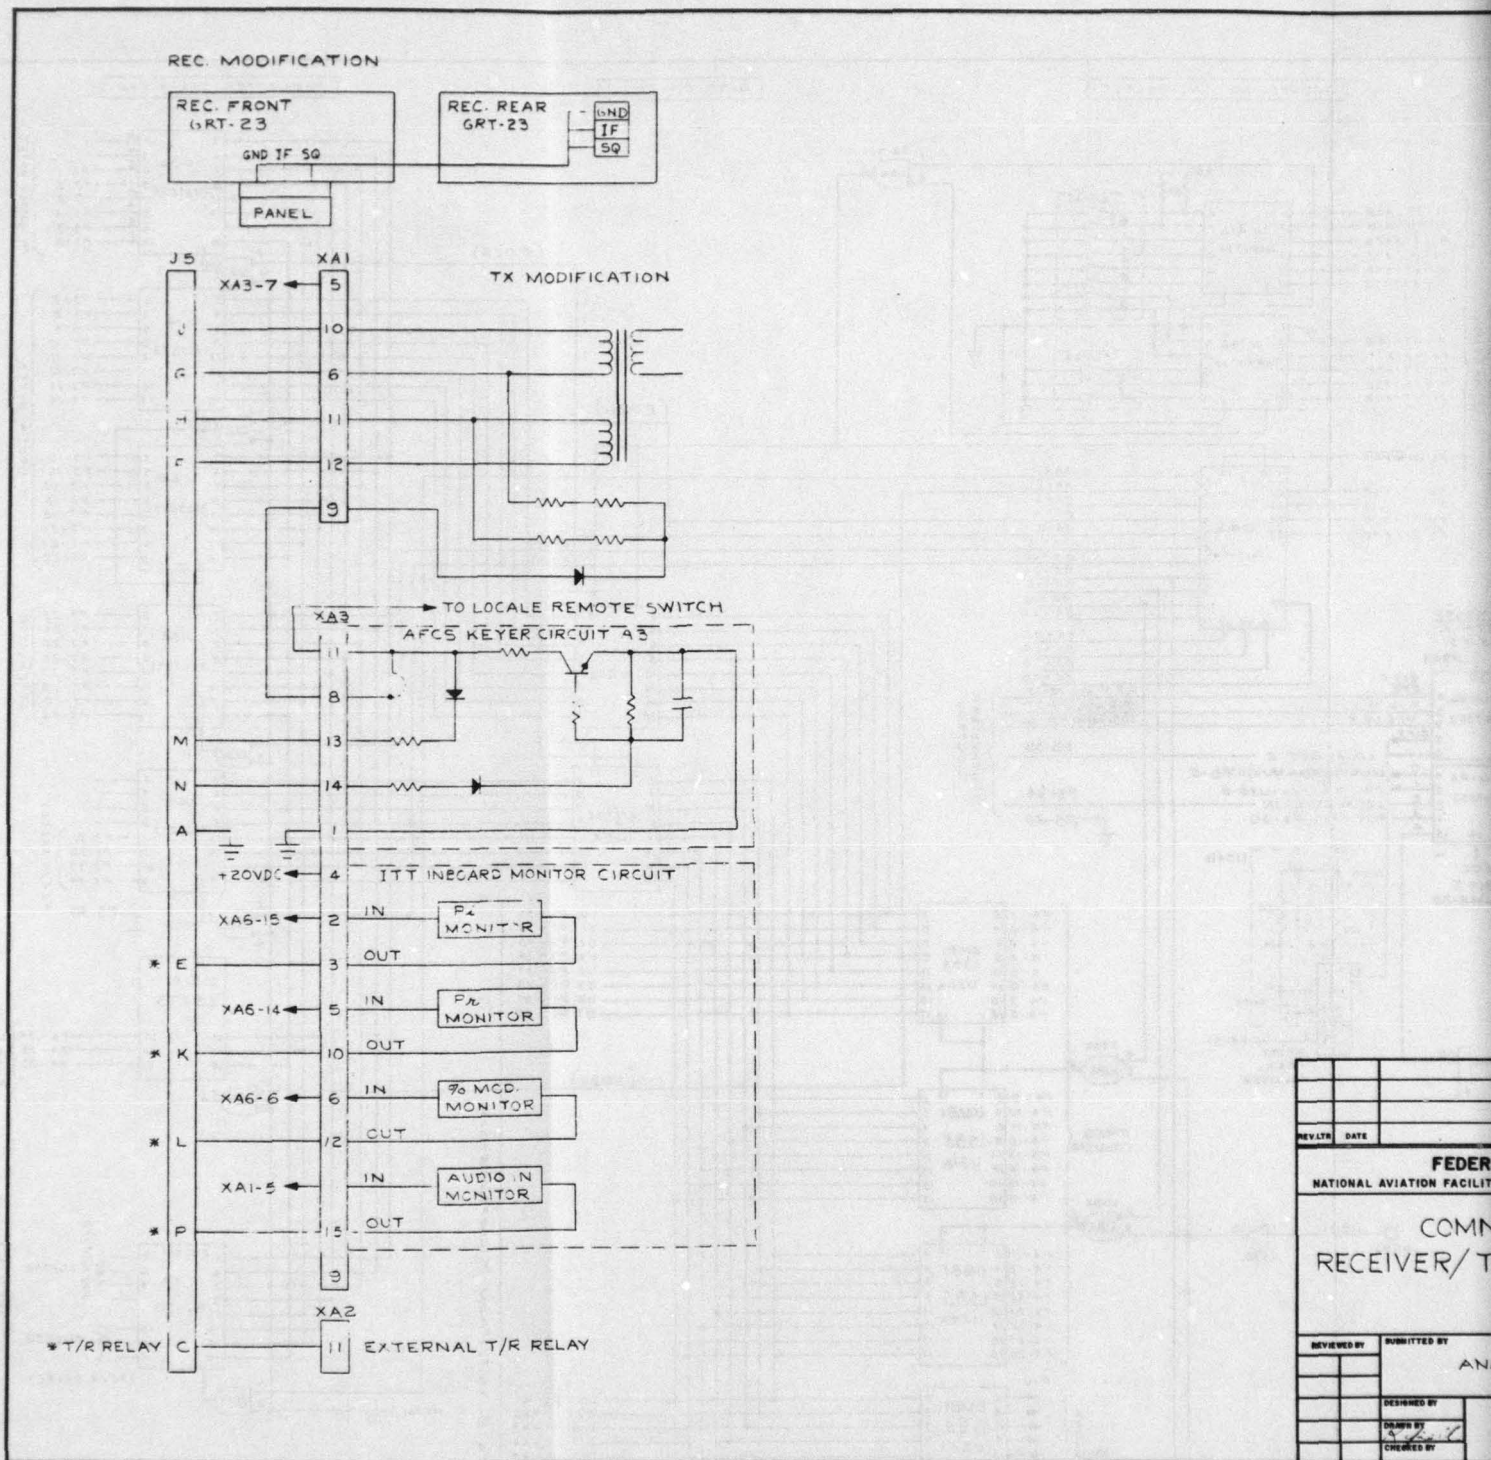 REC. MODIFICATION
REC. FRONT
GRT-23
GND IF SQ
PANEL
REC. REAR
GRT-23
GND
IF
SQ
J5
XA1
TX MODIFICATION
XA3-7
5
J
10
G
6
H
11
F
12
9
TO LOCALE REMOTE SWITCH
XA3
AFCS KEYER CIRCUIT A3
11
8
M
13
N
14
A
1
+20VDC
4
ITT INBOARD MONITOR CIRCUIT
XA6-15
2
IN
Pi
MONITOR
* E
3
OUT
XA6-14
5
IN
Pr
MONITOR
* K
10
OUT
XA6-6
6
IN
% MOD.
MONITOR
* L
12
OUT
XA1-5
IN
AUDIO IN
MONITOR
* P
15
OUT
9
XA2
* T/R RELAY C
11
EXTERNAL T/R RELAY
REV.LTR DATE
FEDER
NATIONAL AVIATION FACILIT
COMN
RECEIVER/T
REVIEWED BY
SUBMITTED BY
AN
DESIGNED BY
DRAWN BY
CHECKED BY